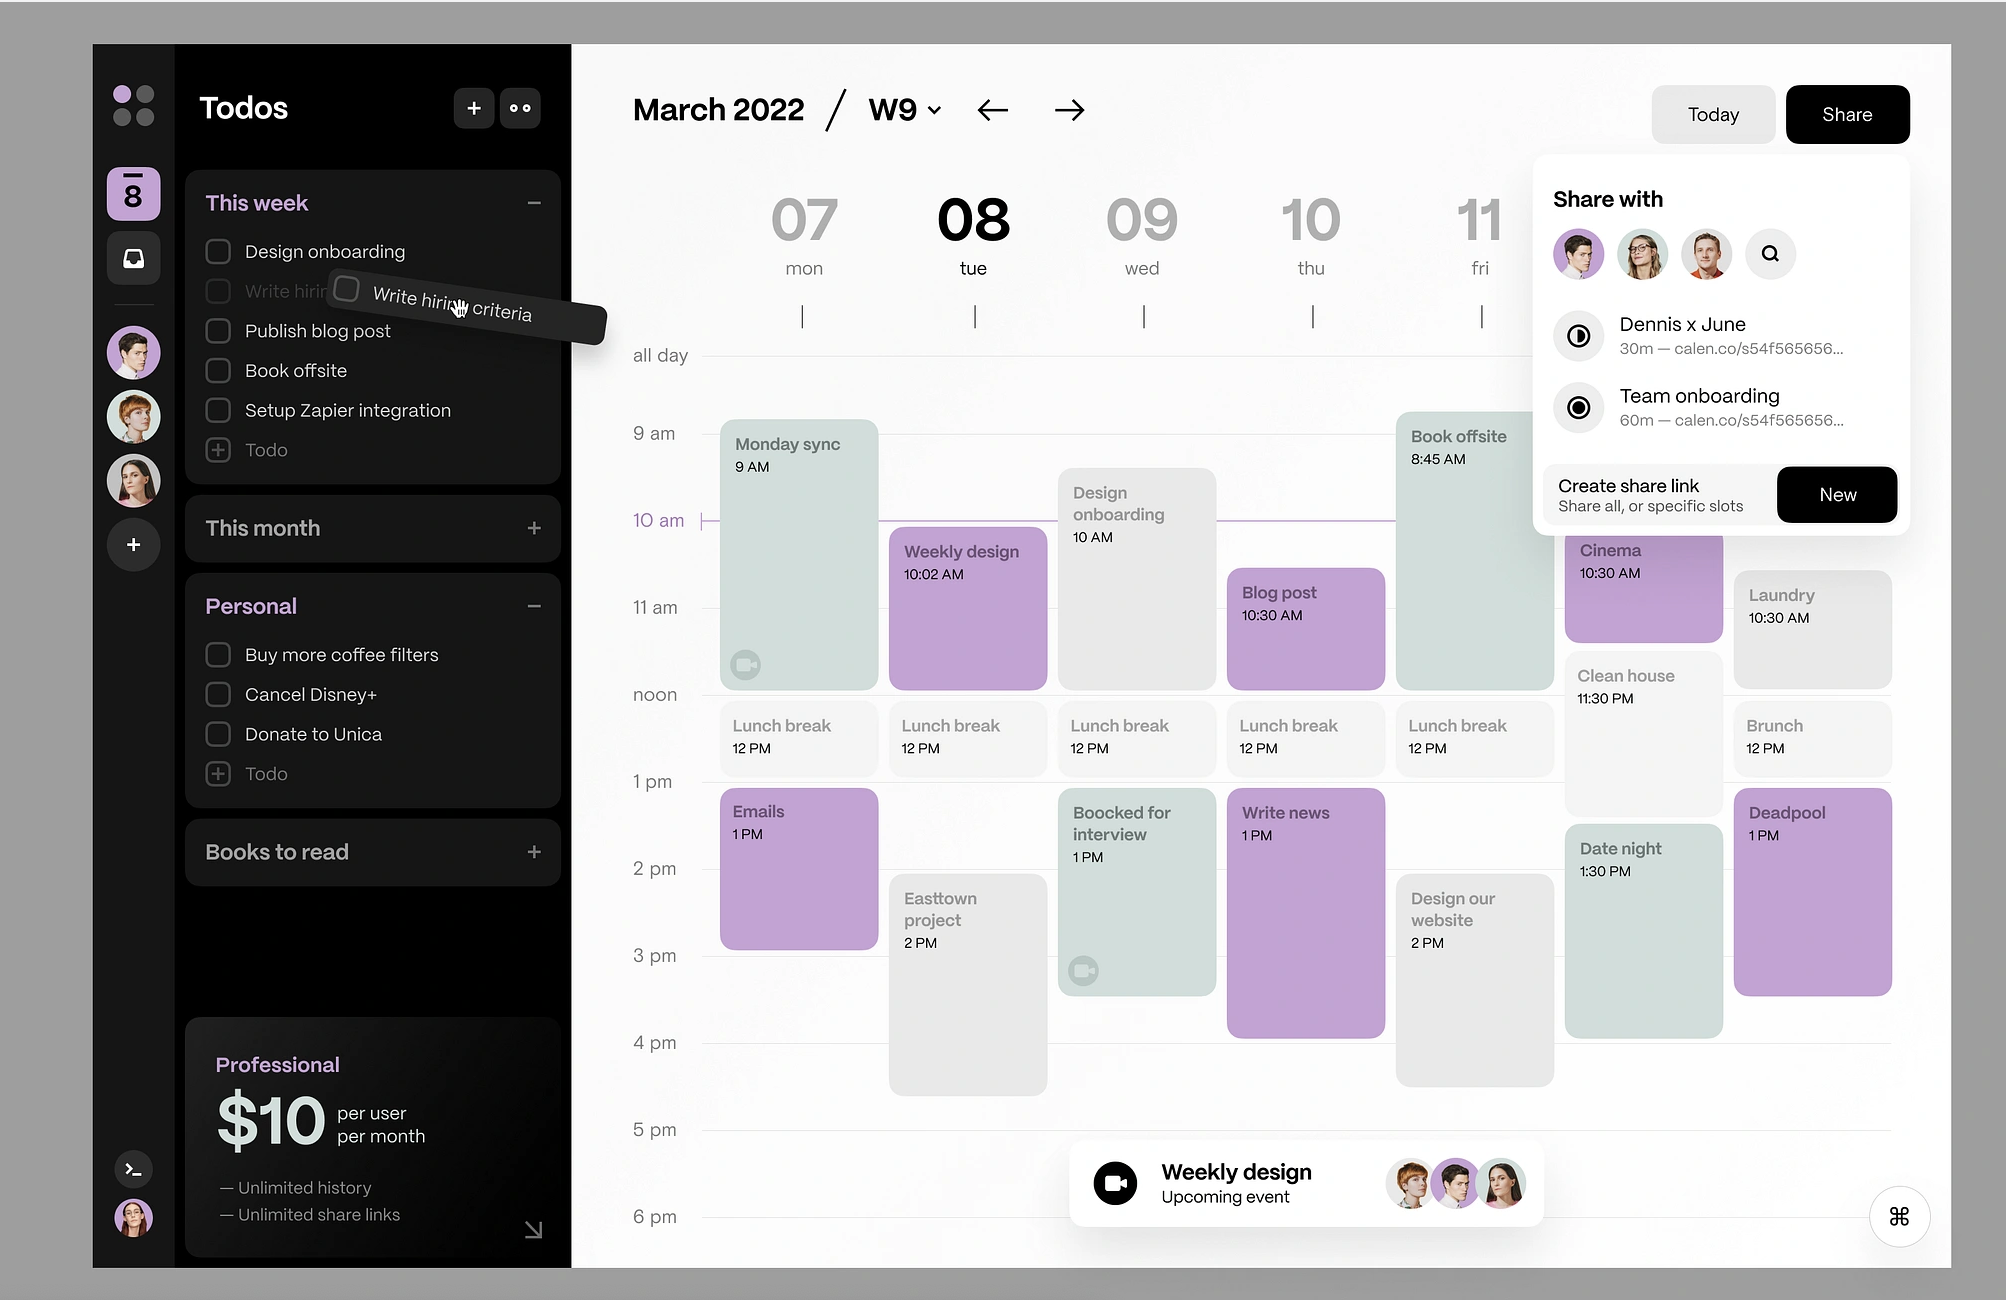 Todos
8
This week
Design onboarding
Write hirin
Write hiring criteria
Publish blog post
Book offsite
Setup Zapier integration
Todo
This month
Personal
Buy more coffee filters
Cancel Disney+
Donate to Unica
Todo
Books to read
Professional
$10
per user
per month
— Unlimited history
— Unlimited share links
March 2022 / W9
Today
Share
07
08
09
10
11
mon
tue
wed
thu
fri
Share with
Dennis x June
30m — calen.co/s54f565656...
Team onboarding
60m — calen.co/s54f565656...
Create share link
Share all, or specific slots
New
all day
9 am
10 am
11 am
noon
1 pm
2 pm
3 pm
4 pm
5 pm
6 pm
Monday sync
9 AM
Lunch break
12 PM
Emails
1 PM
Weekly design
10:02 AM
Lunch break
12 PM
Easttown
project
2 PM
Design
onboarding
10 AM
Lunch break
12 PM
Boocked for
interview
1 PM
Blog post
10:30 AM
Lunch break
12 PM
Write news
1 PM
Book offsite
8:45 AM
Lunch break
12 PM
Design our
website
2 PM
Cinema
10:30 AM
Clean house
11:30 PM
Date night
1:30 PM
Laundry
10:30 AM
Brunch
12 PM
Deadpool
1 PM
Weekly design
Upcoming event